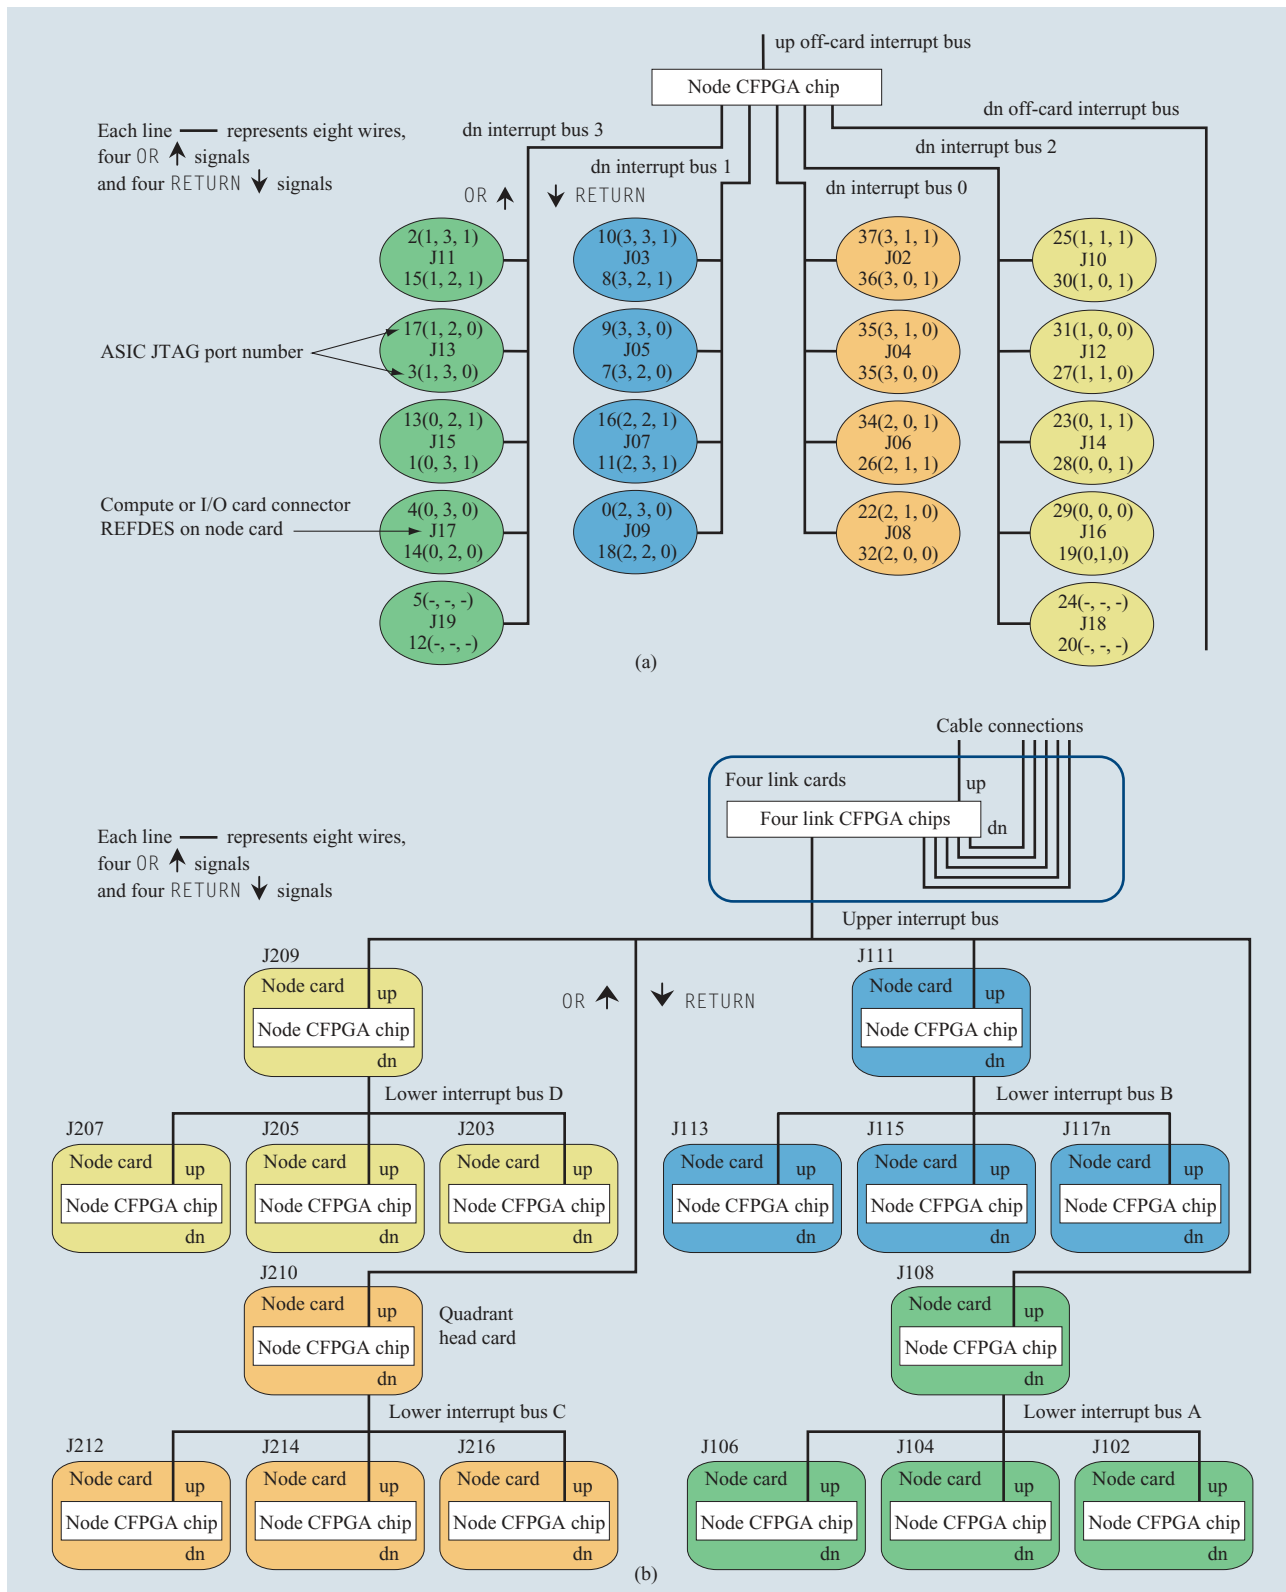 up off-card interrupt bus
Node CFPGA chip
dn off-card interrupt bus
Each line represents eight wires,
four OR signals
and four RETURN signals
dn interrupt bus 3
dn interrupt bus 1
dn interrupt bus 2
dn interrupt bus 0
OR RETURN
2(1, 3, 1)
J11
15(1, 2, 1)
10(3, 3, 1)
J03
8(3, 2, 1)
37(3, 1, 1)
J02
36(3, 0, 1)
25(1, 1, 1)
J10
30(1, 0, 1)
ASIC JTAG port number
17(1, 2, 0)
J13
3(1, 3, 0)
9(3, 3, 0)
J05
7(3, 2, 0)
35(3, 1, 0)
J04
35(3, 0, 0)
31(1, 0, 0)
J12
27(1, 1, 0)
13(0, 2, 1)
J15
1(0, 3, 1)
16(2, 2, 1)
J07
11(2, 3, 1)
34(2, 0, 1)
J06
26(2, 1, 1)
23(0, 1, 1)
J14
28(0, 0, 1)
Compute or I/O card connector
REFDES on node card
4(0, 3, 0)
J17
14(0, 2, 0)
0(2, 3, 0)
J09
18(2, 2, 0)
22(2, 1, 0)
J08
32(2, 0, 0)
29(0, 0, 0)
J16
19(0,1,0)
5(-, -, -)
J19
12(-, -, -)
24(-, -, -)
J18
20(-, -, -)
(a)
Cable connections
Four link cards
up
Four link CFPGA chips
dn
Each line represents eight wires,
four OR signals
and four RETURN signals
Upper interrupt bus
J209
Node card
up
Node CFPGA chip
dn
OR RETURN
J111
Node card
up
Node CFPGA chip
dn
Lower interrupt bus D
J207
Node card
up
Node CFPGA chip
dn
J205
Node card
up
Node CFPGA chip
dn
J203
Node card
up
Node CFPGA chip
dn
Lower interrupt bus B
J113
Node card
up
Node CFPGA chip
dn
J115
Node card
up
Node CFPGA chip
dn
J117n
Node card
up
Node CFPGA chip
dn
J210
Node card
up
Node CFPGA chip
dn
Quadrant
head card
J108
Node card
up
Node CFPGA chip
dn
Lower interrupt bus C
J212
Node card
up
Node CFPGA chip
dn
J214
Node card
up
Node CFPGA chip
dn
J216
Node card
up
Node CFPGA chip
dn
Lower interrupt bus A
J106
Node card
up
Node CFPGA chip
dn
J104
Node card
up
Node CFPGA chip
dn
J102
Node card
up
Node CFPGA chip
dn
(b)